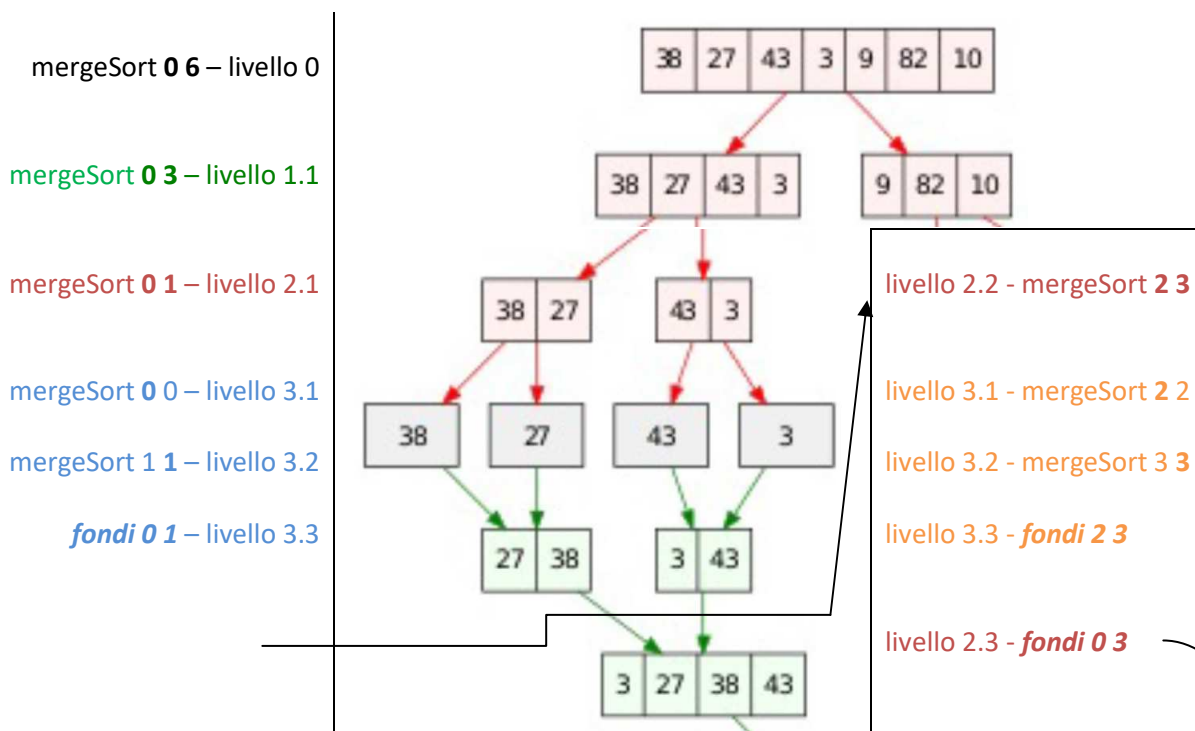 mergeSort 0 6 – livello 0
38 27 43 3 9 82 10
mergeSort 0 3 – livello 1.1
38 27 43 3
9 82 10
mergeSort 0 1 – livello 2.1
38 27
43 3
livello 2.2 - mergeSort 2 3
mergeSort 0 0 – livello 3.1
livello 3.1 - mergeSort 2 2
38
27
43
3
mergeSort 1 1 – livello 3.2
livello 3.2 - mergeSort 3 3
fondi 0 1 – livello 3.3
27 38
3 43
livello 3.3 - fondi 2 3
livello 2.3 - fondi 0 3
3 27 38 43